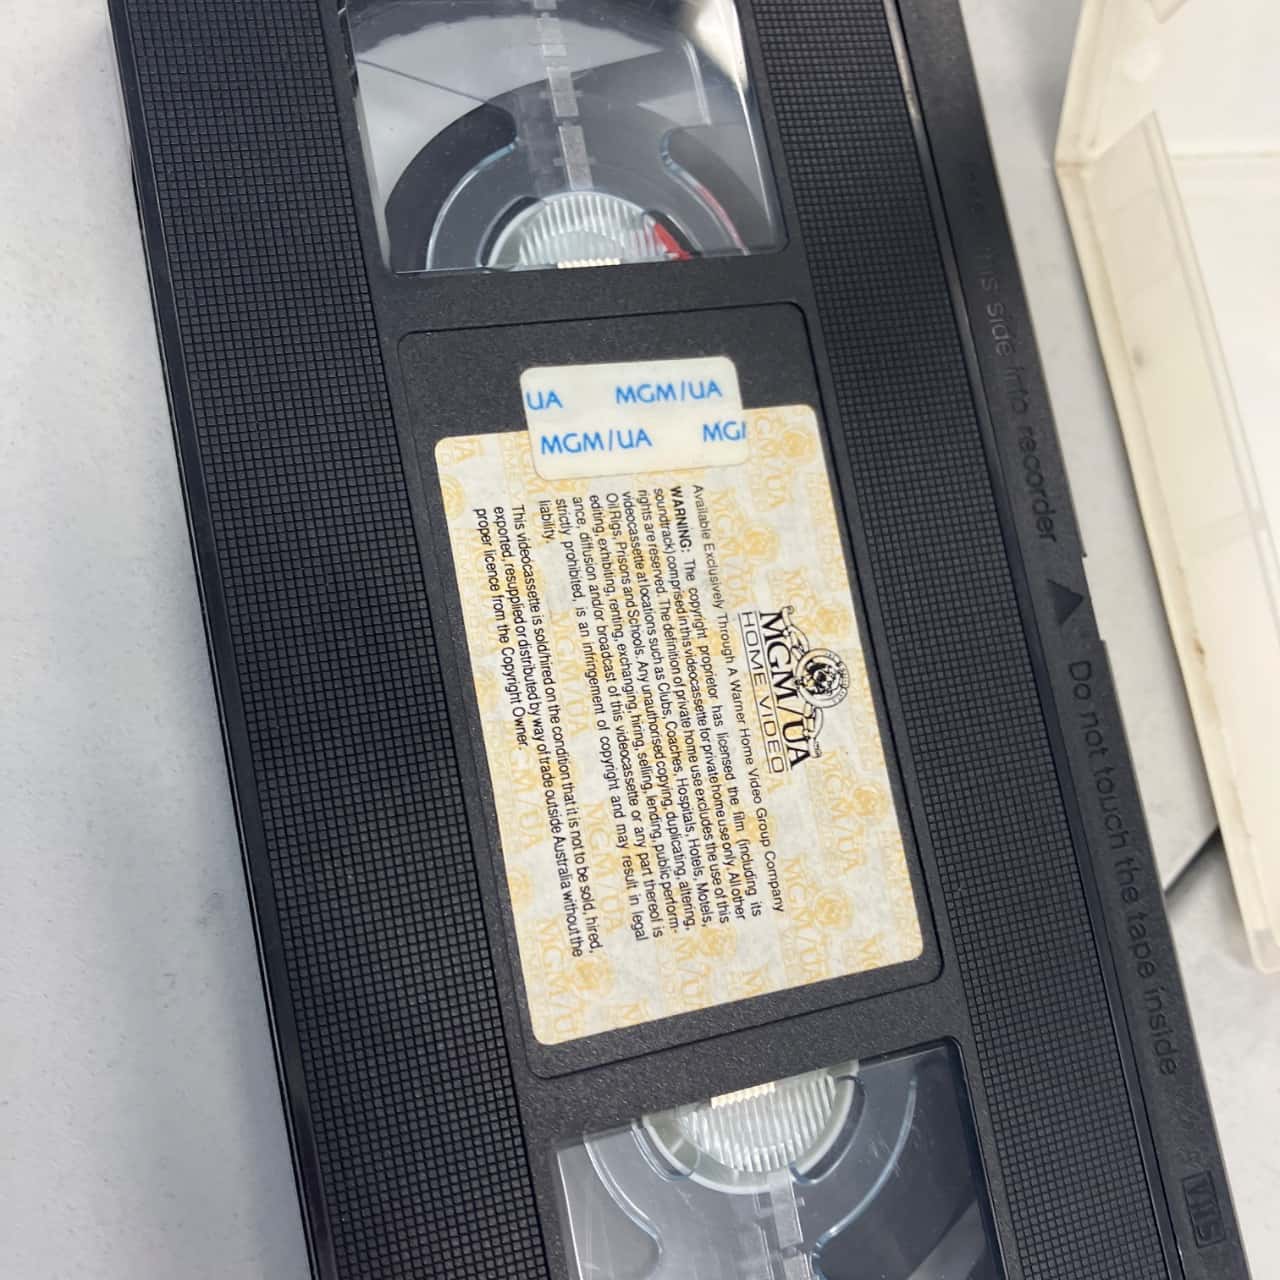 UA MGM/UA
MGM/UA MG
MGM/UA
HOME VIDEO
Available Exclusively Through A Warner Home Video Group Company
WARNING: The copyright proprietor has licensed the film (including its
soundtrack) comprised in this videocassette for private home use only. All other
rights are reserved. The definition of private home use excludes the use of this
videocassette at locations such as Clubs, Coaches, Hospitals, Hotels, Motels,
Oil Rigs, Prisons and Schools. Any unauthorised copying, duplicating, altering,
editing, exhibiting, renting, exchanging, hiring, selling, lending, public perform-
ance, diffusion and/or broadcast of this videocassette or any part thereof is
strictly prohibited, is an infringement of copyright and may result in legal
liability.
This videocassette is sold/hired on the condition that it is not to be sold, hired,
exported, resupplied or distributed by way of trade outside Australia without the
proper licence from the Copyright Owner.
this side into recorder ▲ Do not touch the tape inside
VHS